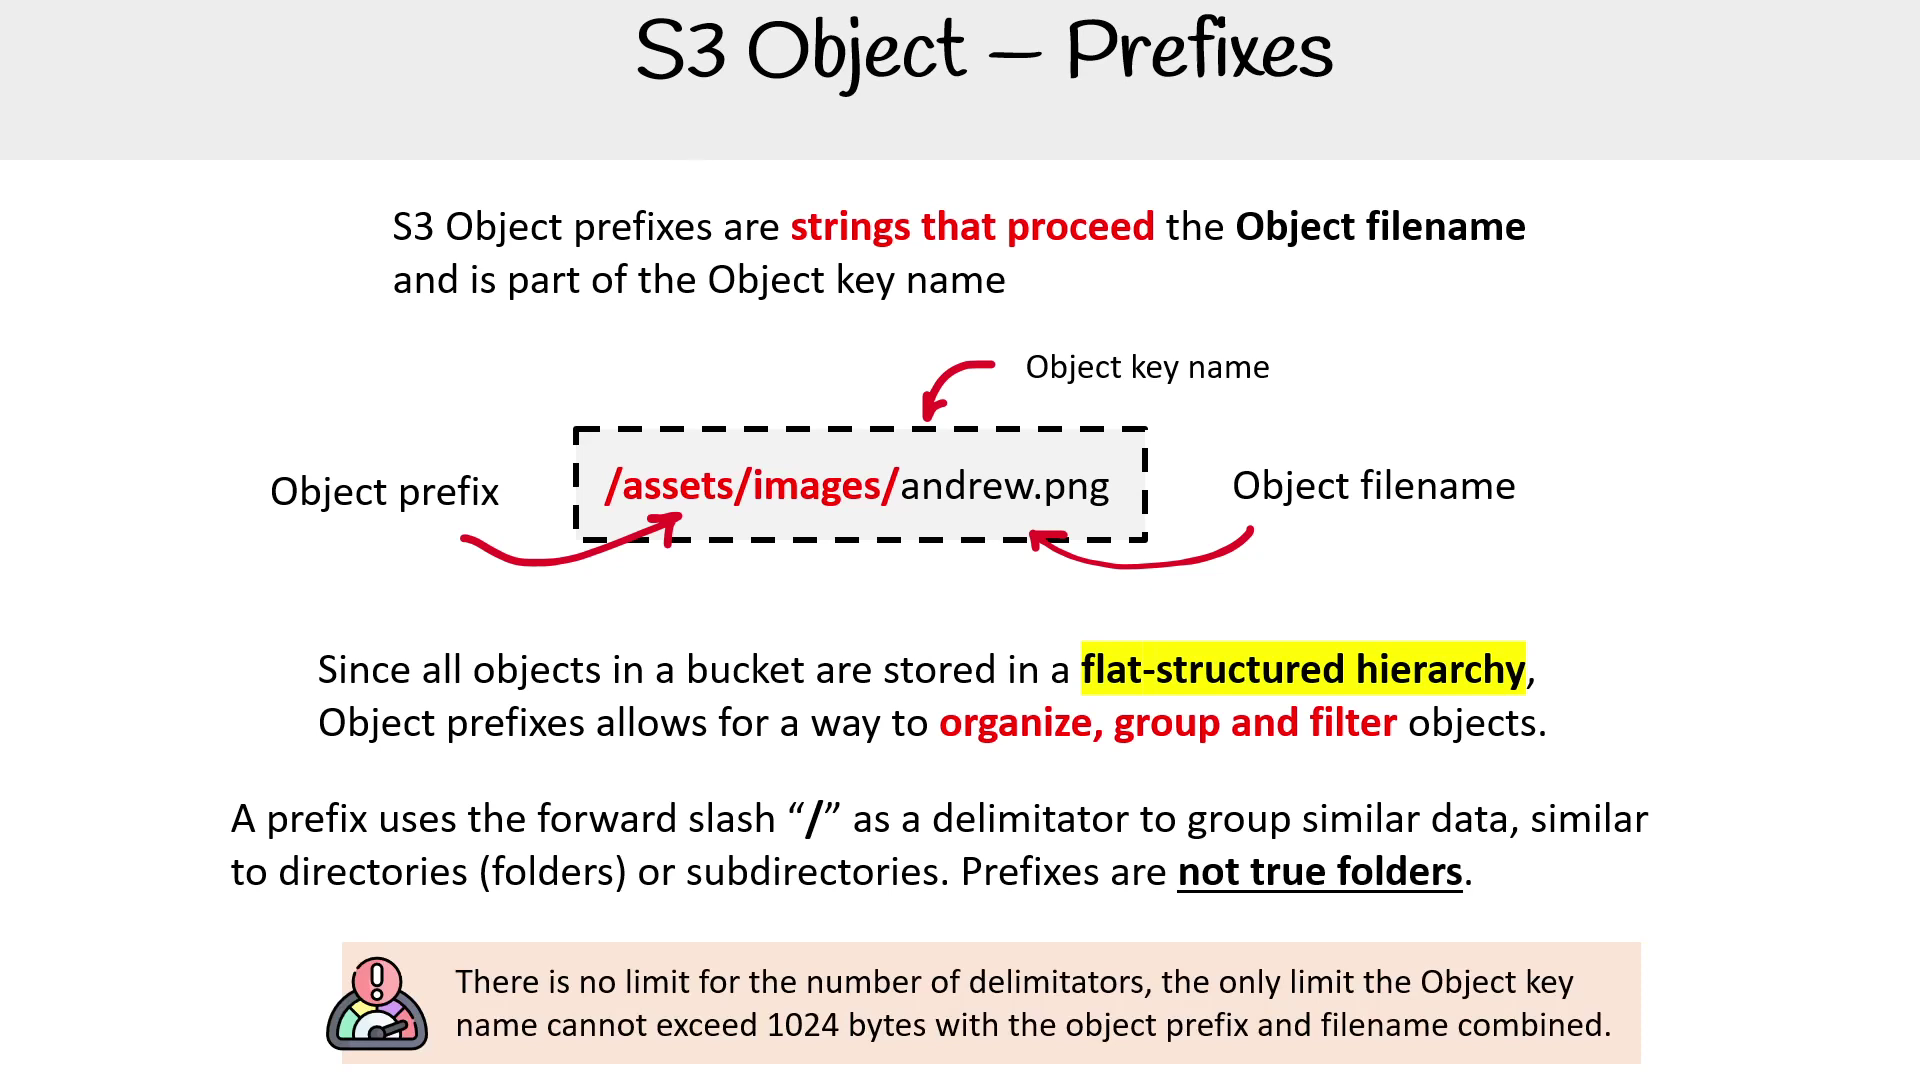 S3 Object – Prefixes
S3 Object prefixes are strings that proceed the Object filename
and is part of the Object key name
Object key name
Object prefix
/assets/images/andrew.png
Object filename
Since all objects in a bucket are stored in a flat-structured hierarchy,
Object prefixes allows for a way to organize, group and filter objects.
A prefix uses the forward slash “/” as a delimitator to group similar data, similar
to directories (folders) or subdirectories. Prefixes are not true folders.
There is no limit for the number of delimitators, the only limit the Object key
name cannot exceed 1024 bytes with the object prefix and filename combined.